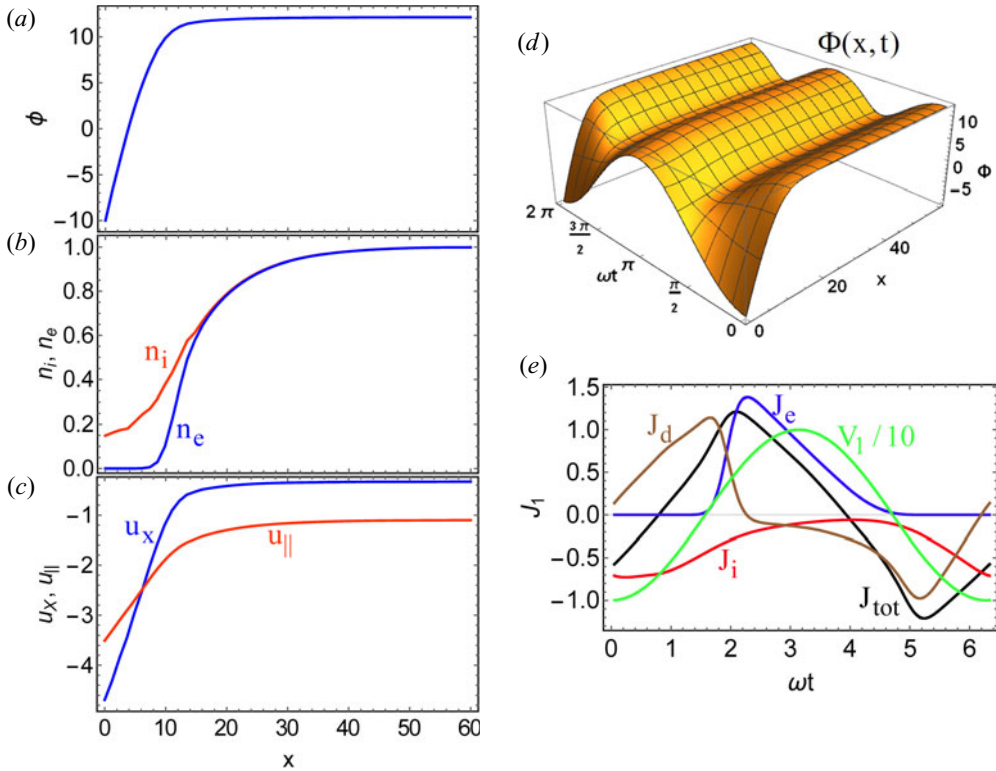 (a)
10
5
0
−5
−10
ϕ
(b)
1.0
0.8
0.6
0.4
0.2
0.0
n_i, n_e
n_i
n_e
(c)
−1
−2
−3
−4
u_X, u_||
u_X
u_||
0 10 20 30 40 50 60
x
(d)
Φ(x, t)
10
5
0
−5
Φ
2 π
3 π/2
π
π/2
0
ωt
0
20
40
x
(e)
1.5
1.0
0.5
0.0
−0.5
−1.0
J_1
J_d
J_e
V_1 /10
J_i
J_tot
0 1 2 3 4 5 6
ωt